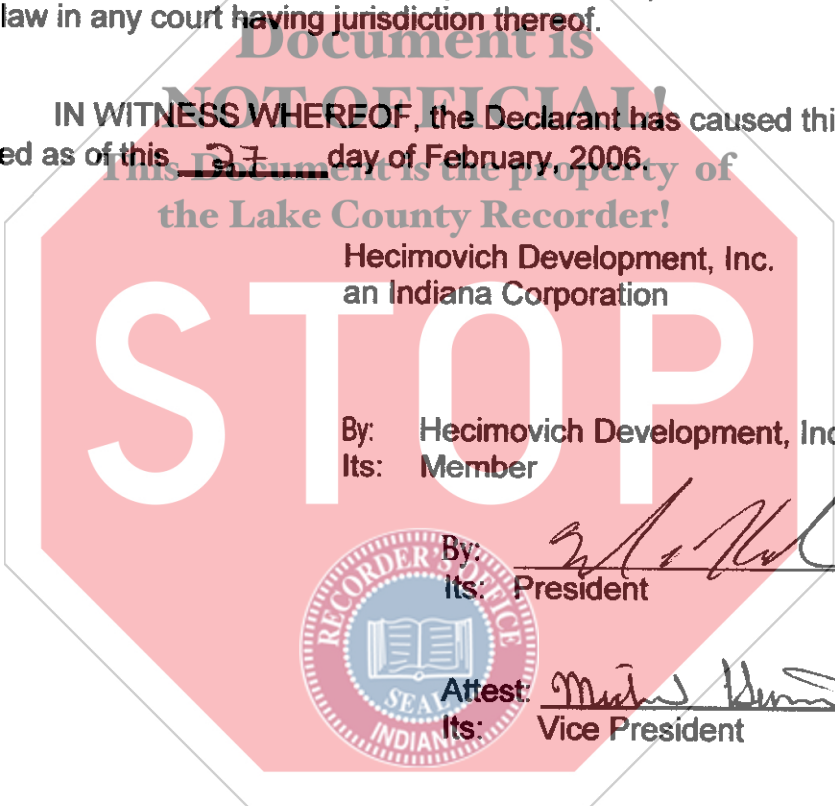 law in any court having jurisdiction thereof.
Document is
NOT OFFICIAL!
IN WITNESS WHEREOF, the Declarant has caused thi
ed as of this 27 day of February, 2006.
This Document is the property of
the Lake County Recorder!
Hecimovich Development, Inc.
an Indiana Corporation
STOP
By: Hecimovich Development, Inc
Its: Member
By:
Its: President
RECORDER'S OFFICE
SEAL
INDIANA
Attest:
Its: Vice President